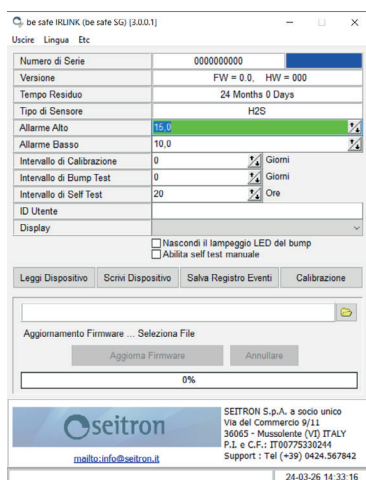 be safe IRLINK (be safe SG) [3.0.0.1]
Uscire Lingua Etc
Numero di Serie 0000000000
Versione FW = 0.0, HW = 000
Tempo Residuo 24 Months 0 Days
Tipo di Sensore H2S
Allarme Alto 15,0
Allarme Basso 10,0
Intervallo di Calibrazione 0 Giorni
Intervallo di Bump Test 0 Giorni
Intervallo di Self Test 20 Ore
ID Utente
Display
Nascondi il lampeggio LED del bump
Abilita self test manuale
Leggi Dispositivo Scrivi Dispositivo Salva Registro Eventi Calibrazione
Aggiornamento Firmware ... Seleziona File
Aggiorna Firmware Annullare
0%
seitron
mailto:info@seitron.it
SEITRON S.p.A. a socio unico
Via del Commercio 9/11
36065 - Mussolente (VI) ITALY
P.I. e C.F.: IT00775330244
Support : Tel (+39) 0424.567842
24-03-26 14:33:16